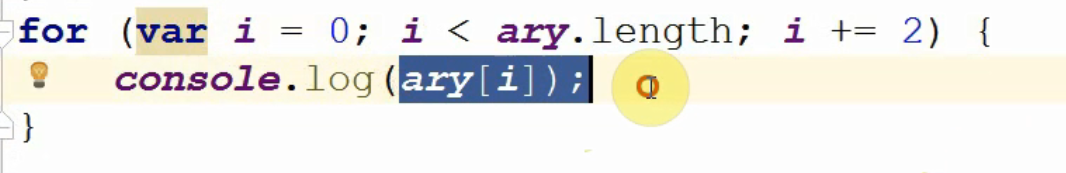 for (var i = 0; i < ary.length; i += 2) {
console.log(ary[i]);
}